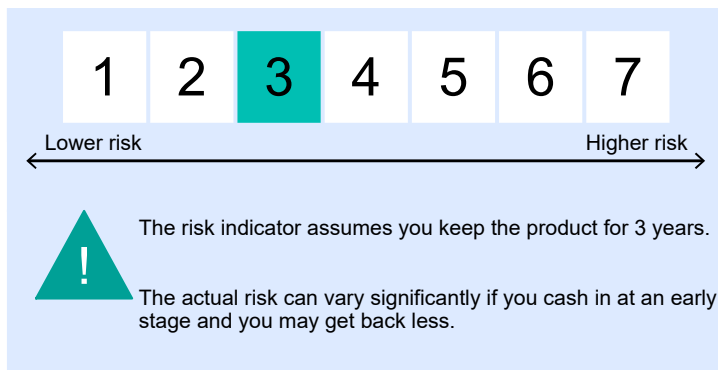 1 2 3 4 5 6 7
Lower risk Higher risk
!
The risk indicator assumes you keep the product for 3 years.
The actual risk can vary significantly if you cash in at an early
stage and you may get back less.